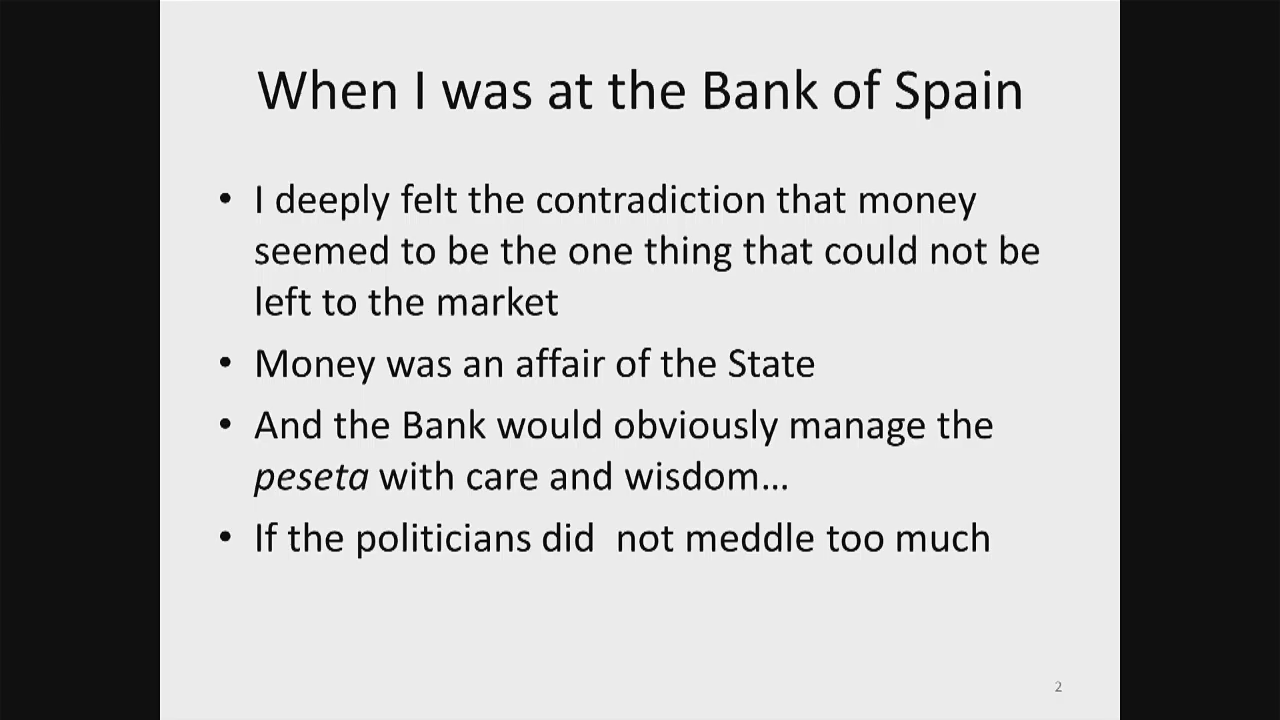 When I was at the Bank of Spain
• I deeply felt the contradiction that money
seemed to be the one thing that could not be
left to the market
• Money was an affair of the State
• And the Bank would obviously manage the
peseta with care and wisdom...
• If the politicians did  not meddle too much
2